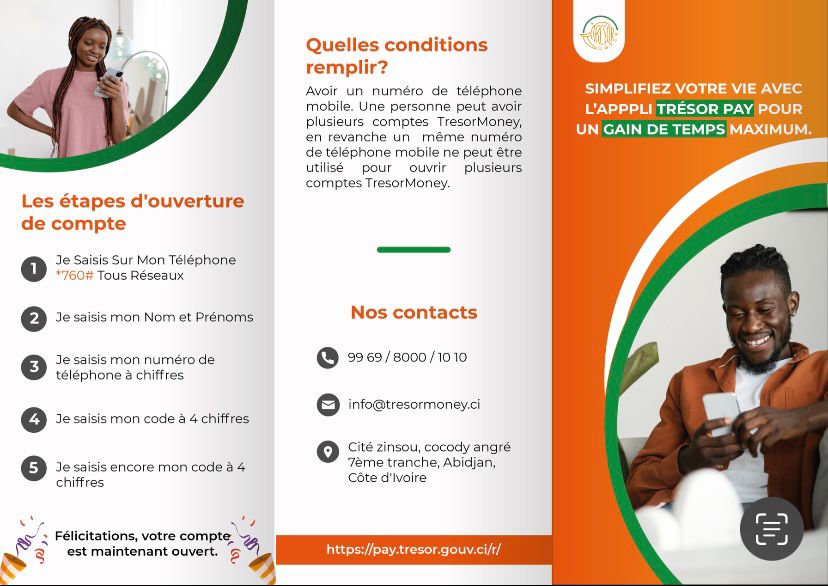 Les étapes d'ouverture
de compte
1
Je Saisis Sur Mon Téléphone
*760# Tous Réseaux
2
Je saisis mon Nom et Prénoms
3
Je saisis mon numéro de
téléphone à chiffres
4
Je saisis mon code à 4 chiffres
5
Je saisis encore mon code à 4
chiffres
Félicitations, votre compte
est maintenant ouvert.
Quelles conditions
remplir?
Avoir un numéro de téléphone
mobile. Une personne peut avoir
plusieurs comptes TresorMoney,
en revanche un même numéro
de téléphone mobile ne peut être
utilisé pour ouvrir plusieurs
comptes TresorMoney.
Nos contacts
99 69 / 8000 / 10 10
info@tresormoney.ci
Cité zinsou, cocody angré
7ème tranche, Abidjan,
Côte d'Ivoire
https://pay.tresor.gouv.ci/r/
TRÉSOR
SIMPLIFIEZ VOTRE VIE AVEC
L'APPPLI TRÉSOR PAY POUR
UN GAIN DE TEMPS MAXIMUM.